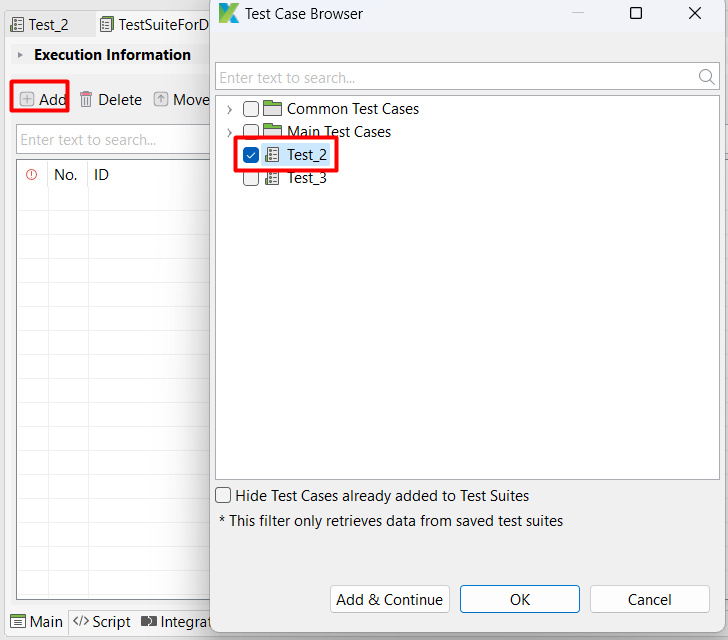 Test_2
TestSuiteForD
Execution Information
Add
Delete
Move
Enter text to search...
No.
ID
Main
Script
Integrat
Test Case Browser
Enter text to search...
Common Test Cases
Main Test Cases
Test_2
Test_3
Hide Test Cases already added to Test Suites
* This filter only retrieves data from saved test suites
Add & Continue
OK
Cancel